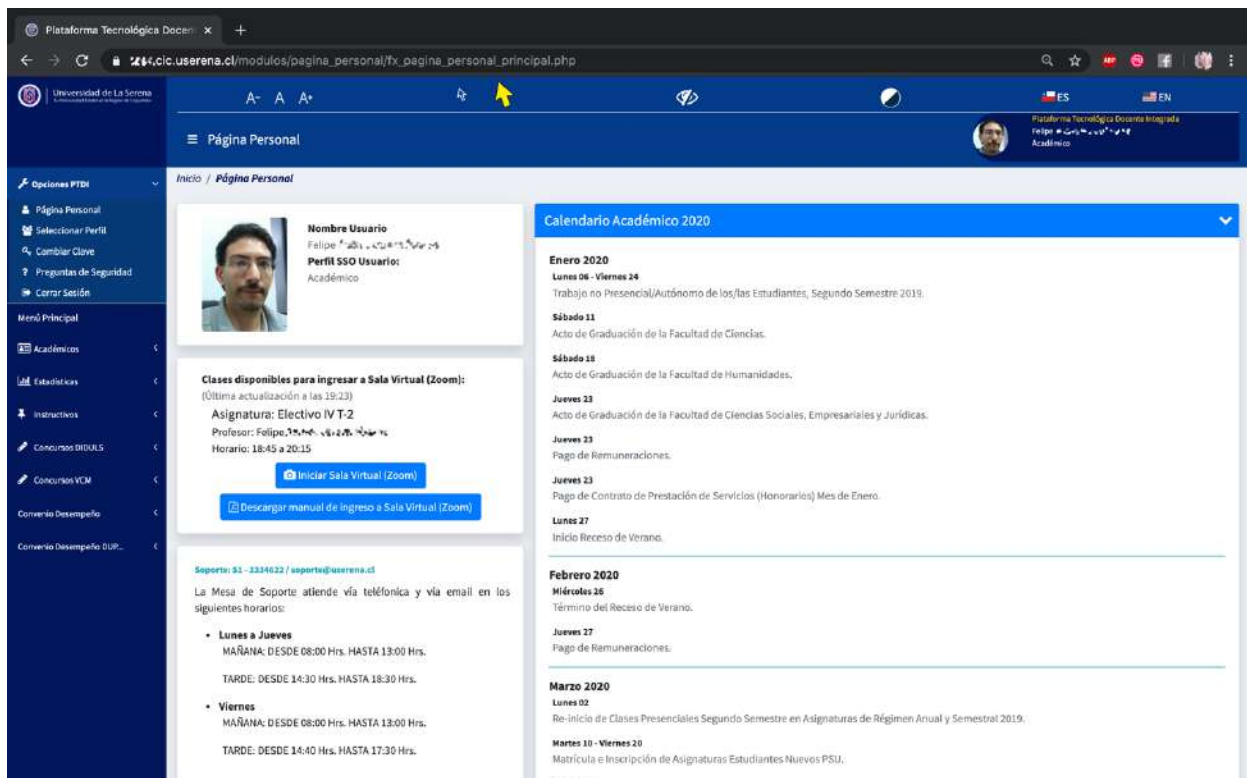 Plataforma Tecnológica Docen
cic.userena.cl/modulos/pagina_personal/fx_pagina_personal_principal.php
Universidad de La Serena
A- A A+
ES
EN
Página Personal
Plataforma Tecnológica Docente Integrada
Felipe
Académico
Opciones PTDI
Página Personal
Seleccionar Perfil
Cambiar Clave
Preguntas de Seguridad
Cerrar Sesión
Menú Principal
Académicos
Estadísticas
Instructivos
Concursos DIDULS
Concursos VCM
Convenio Desempeño
Convenio Desempeño DUP...
Inicio / Página Personal
Nombre Usuario
Felipe
Perfil SSO Usuario:
Académico
Clases disponibles para ingresar a Sala Virtual (Zoom):
(Última actualización a las 19:23)
Asignatura: Electivo IV T-2
Profesor: Felipe
Horario: 18:45 a 20:15
Iniciar Sala Virtual (Zoom)
Descargar manual de ingreso a Sala Virtual (Zoom)
Soporte: 51 - 2334622 / soporte@userena.cl
La Mesa de Soporte atiende vía teléfonica y vía email en los
siguientes horarios:
• Lunes a Jueves
MAÑANA: DESDE 08:00 Hrs. HASTA 13:00 Hrs.
TARDE: DESDE 14:30 Hrs. HASTA 18:30 Hrs.
• Viernes
MAÑANA: DESDE 08:00 Hrs. HASTA 13:00 Hrs.
TARDE: DESDE 14:40 Hrs. HASTA 17:30 Hrs.
Calendario Académico 2020
Enero 2020
Lunes 06 - Viernes 24
Trabajo no Presencial/Autónomo de los/las Estudiantes, Segundo Semestre 2019.
Sábado 11
Acto de Graduación de la Facultad de Ciencias.
Sábado 18
Acto de Graduación de la Facultad de Humanidades.
Jueves 23
Acto de Graduación de la Facultad de Ciencias Sociales, Empresariales y Jurídicas.
Jueves 23
Pago de Remuneraciones.
Jueves 23
Pago de Contrato de Prestación de Servicios (Honorarios) Mes de Enero.
Lunes 27
Inicio Receso de Verano.
Febrero 2020
Miércoles 26
Término del Receso de Verano.
Jueves 27
Pago de Remuneraciones.
Marzo 2020
Lunes 02
Re-inicio de Clases Presenciales Segundo Semestre en Asignaturas de Régimen Anual y Semestral 2019.
Martes 10 - Viernes 20
Matrícula e Inscripción de Asignaturas Estudiantes Nuevos PSU.